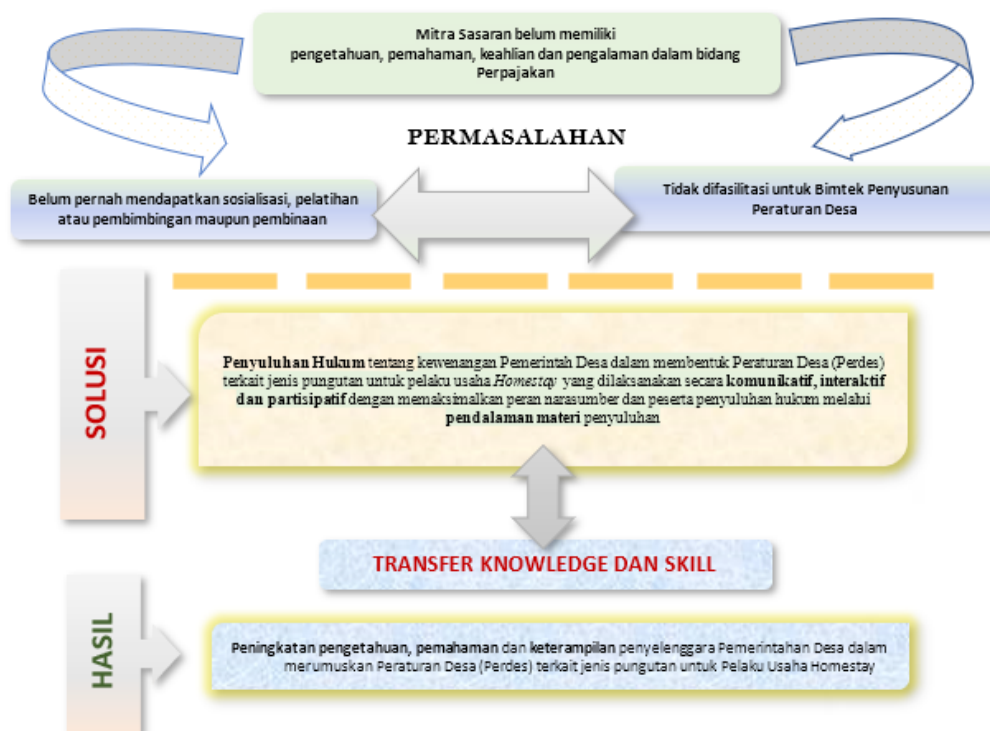 Mitra Sasaran belum memiliki
pengetahuan, pemahaman, keahlian dan pengalaman dalam bidang
Perpajakan
PERMASALAHAN
Belum pernah mendapatkan sosialisasi, pelatihan
atau pembimbingan maupun pembinaan
Tidak difasilitasi untuk Bimtek Penyusunan
Peraturan Desa
SOLUSI
Penyuluhan Hukum tentang kewenangan Pemerintah Desa dalam membentuk Peraturan Desa (Perdes)
terkait jenis pungutan untuk pelaku usaha Homestay yang dilaksanakan secara komunikatif, interaktif
dan partisipatif dengan memaksimalkan peran narasumber dan peserta penyuluhan hukum melalui
pendalaman materi penyuluhan
TRANSFER KNOWLEDGE DAN SKILL
HASIL
Peningkatan pengetahuan, pemahaman dan keterampilan penyelenggara Pemerintahan Desa dalam
merumuskan Peraturan Desa (Perdes) terkait jenis pungutan untuk Pelaku Usaha Homestay